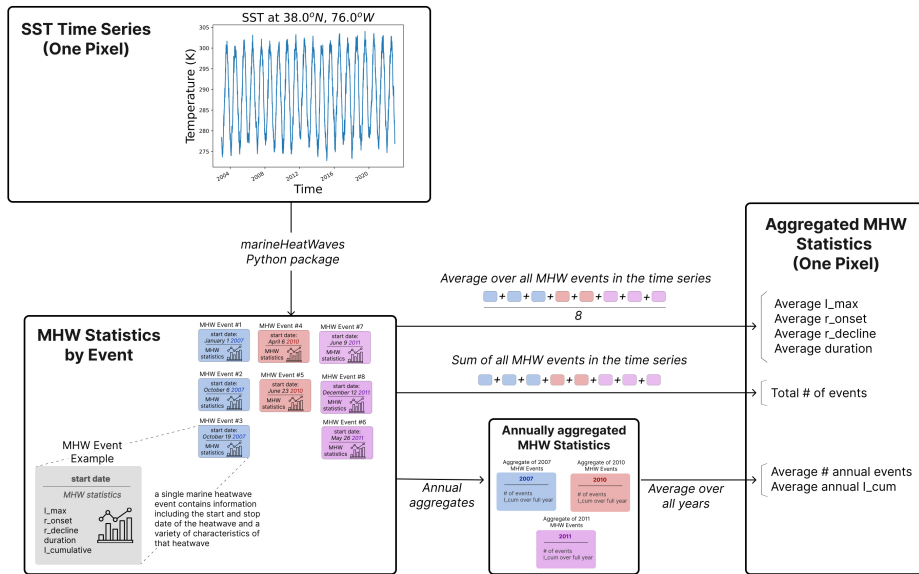 SST Time Series
(One Pixel)
SST at 38.0°N, 76.0°W
Temperature (K)
305
300
295
290
285
280
275
2004
2008
2012
2016
2020
Time
marineHeatWaves
Python package
MHW Statistics
by Event
MHW Event #1
start date:
January 1 2007
MHW
statistics
MHW Event #4
start date:
April 6 2010
MHW
statistics
MHW Event #7
start date:
June 9 2011
MHW
statistics
MHW Event #2
start date:
October 6 2007
MHW
statistics
MHW Event #5
start date:
June 23 2010
MHW
statistics
MHW Event #8
start date:
December 12 2011
MHW
statistics
MHW Event #3
start date:
October 19 2007
MHW
statistics
start date:
May 26 2011
MHW
statistics
MHW Event #6
MHW Event
Example
start date
MHW statistics
I_max
r_onset
r_decline
duration
I_cumulative
a single marine heatwave
event contains information
including the start and stop
date of the heatwave and a
variety of characteristics of
that heatwave
Average over all MHW events in the time series
+ + + + + + +
8
Sum of all MHW events in the time series
+ + + + + + +
Annual
aggregates
Annually aggregated
MHW Statistics
Aggregate of 2007
MHW Events
2007
# of events
I_cum over full year
Aggregate of 2010
MHW Events
2010
# of events
I_cum over full year
Aggregate of 2011
MHW Events
2011
# of events
I_cum over full year
Average over
all years
Aggregated MHW
Statistics
(One Pixel)
Average I_max
Average r_onset
Average r_decline
Average duration
Total # of events
Average # annual events
Average annual I_cum